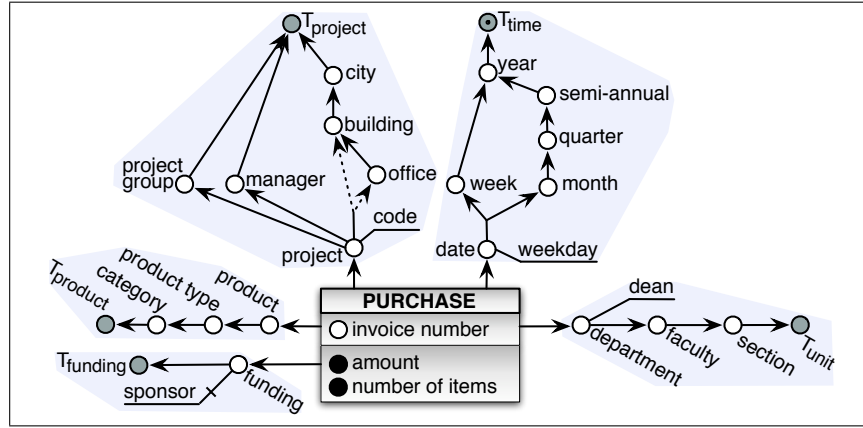 Tproject
Ttime
city
year
semi-annual
building
quarter
project
group
manager
office
week
month
code
project
date
weekday
Tproduct
category
product type
product
PURCHASE
invoice number
amount
number of items
dean
department
faculty
section
Tunit
Tfunding
sponsor
funding